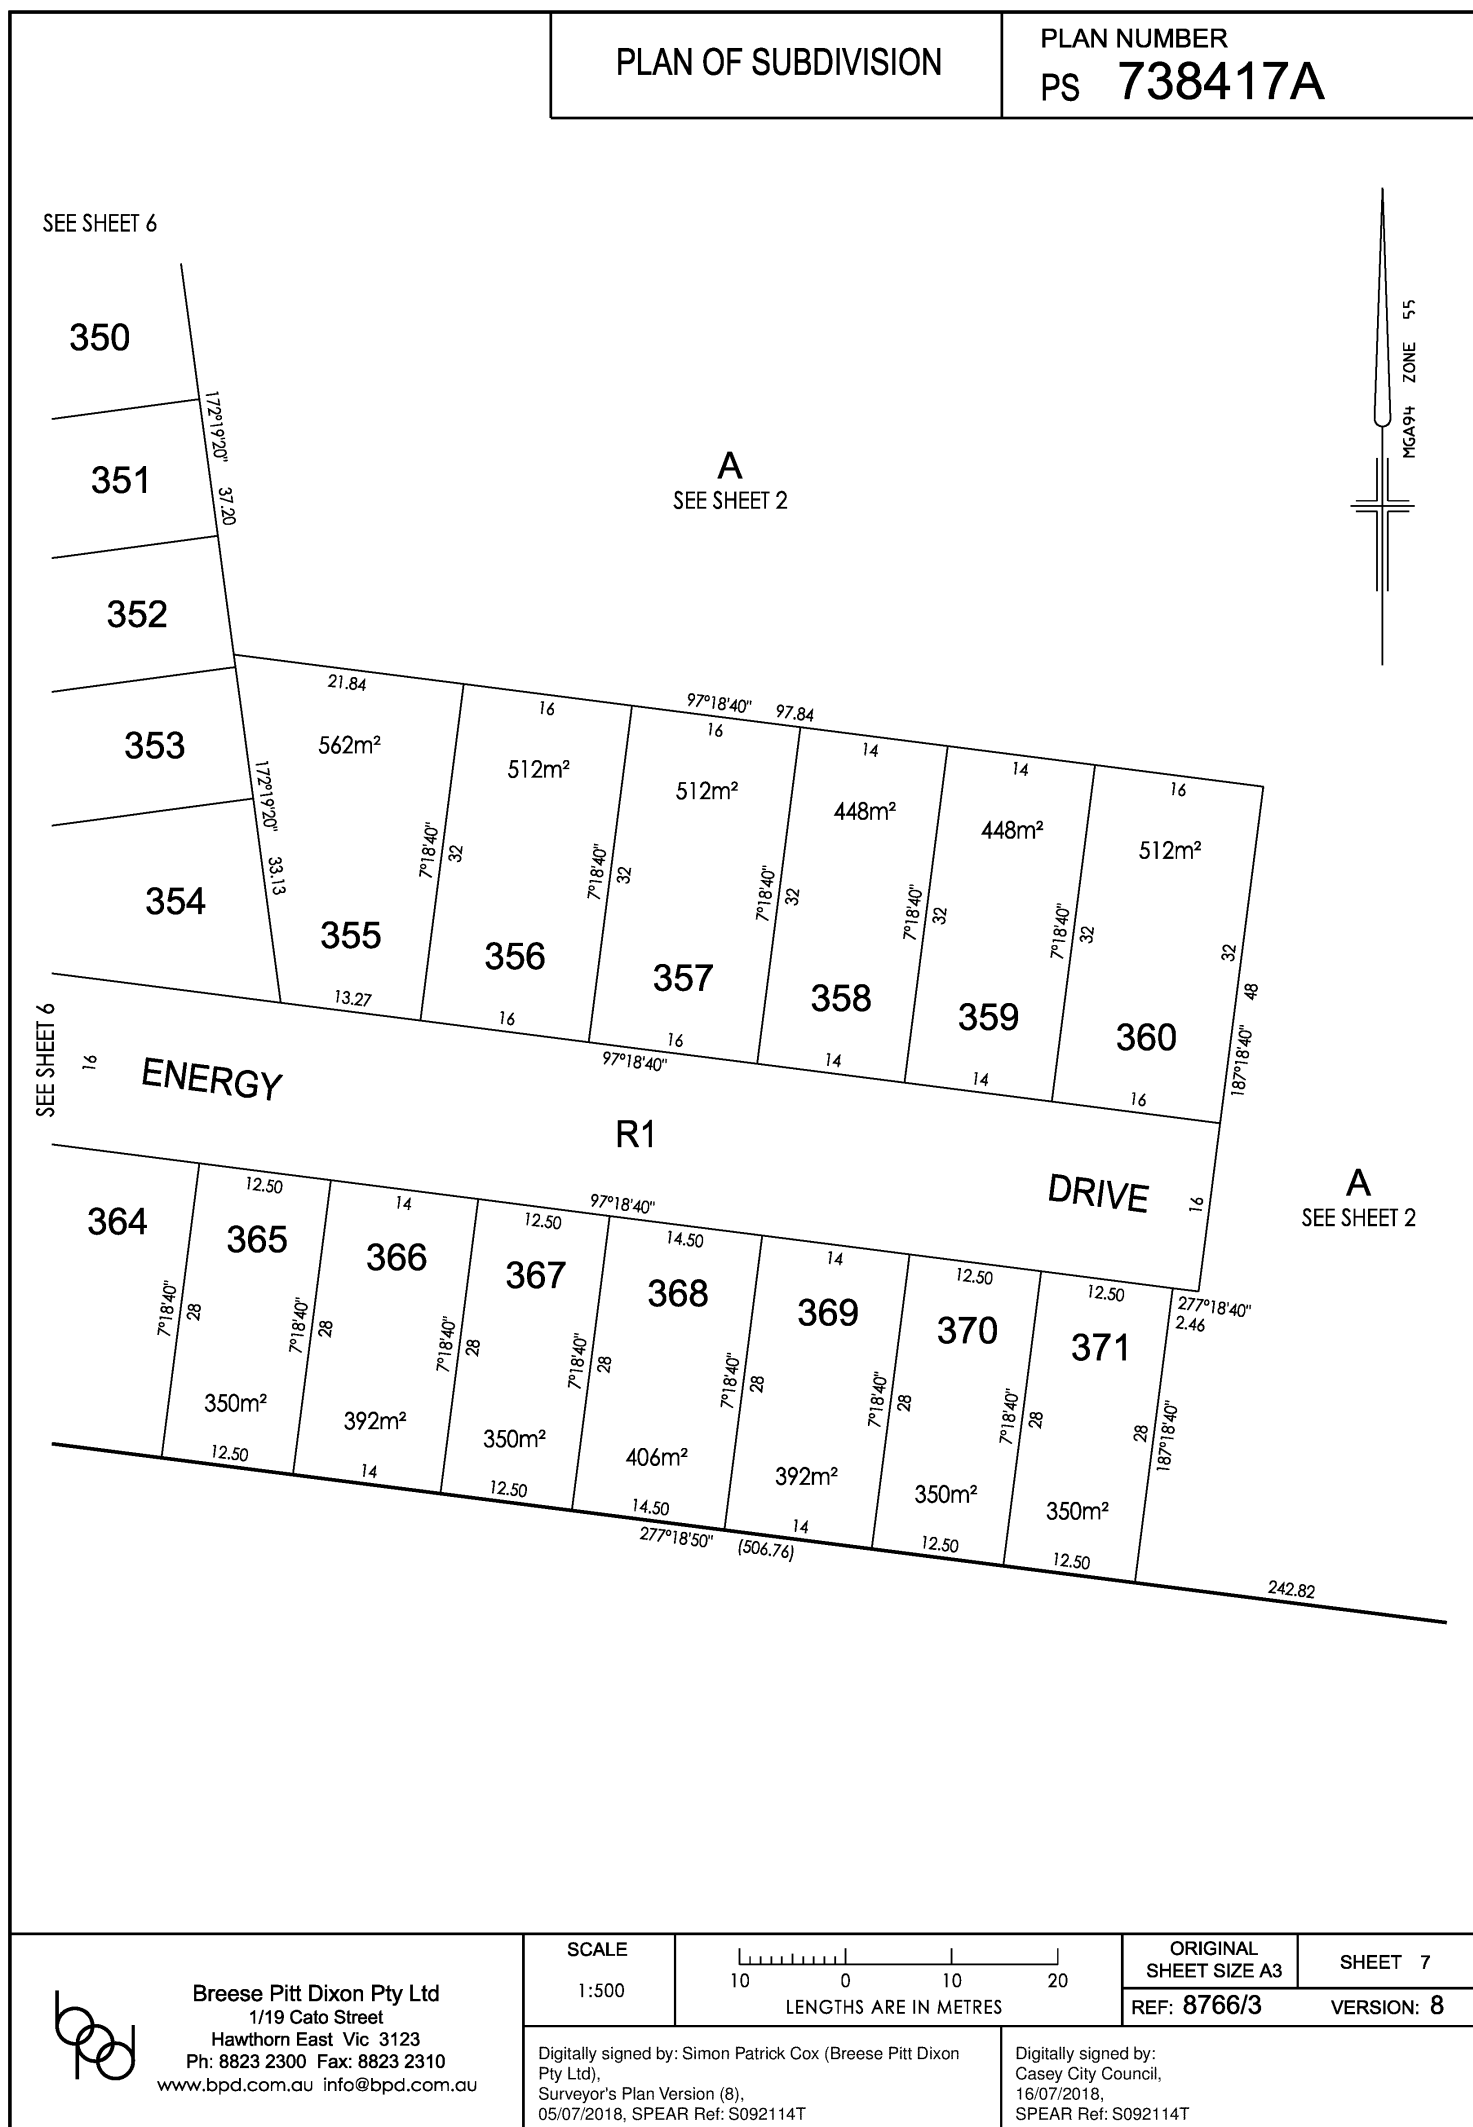 PLAN OF SUBDIVISION
PLAN NUMBER
PS 738417A
SEE SHEET 6
350
172°19'20" 37.20
351
352
353
354
172°19'20" 33.13
A
SEE SHEET 2
MGA94 ZONE 55
97°18'40" 97.84
21.84
16
16
14
14
16
562m²
512m²
512m²
448m²
448m²
512m²
7°18'40" 32
7°18'40" 32
7°18'40" 32
7°18'40" 32
7°18'40" 32
32
187°18'40" 48
355
356
357
358
359
360
13.27
16
16
14
14
16
97°18'40"
SEE SHEET 6
16
ENERGY
R1
DRIVE
16
A
SEE SHEET 2
97°18'40"
12.50
14
12.50
14.50
14
12.50
12.50
277°18'40"
2.46
364
365
366
367
368
369
370
371
7°18'40" 28
7°18'40" 28
7°18'40" 28
7°18'40" 28
7°18'40" 28
7°18'40" 28
7°18'40" 28
28
187°18'40"
350m²
392m²
350m²
406m²
392m²
350m²
350m²
12.50
14
12.50
14.50
14
12.50
12.50
277°18'50" (506.76)
242.82
bpd
Breese Pitt Dixon Pty Ltd
1/19 Cato Street
Hawthorn East Vic 3123
Ph: 8823 2300 Fax: 8823 2310
www.bpd.com.au info@bpd.com.au
SCALE
1:500
10 0 10 20
LENGTHS ARE IN METRES
ORIGINAL
SHEET SIZE A3
SHEET 7
REF: 8766/3
VERSION: 8
Digitally signed by: Simon Patrick Cox (Breese Pitt Dixon
Pty Ltd),
Surveyor's Plan Version (8),
05/07/2018, SPEAR Ref: S092114T
Digitally signed by:
Casey City Council,
16/07/2018,
SPEAR Ref: S092114T